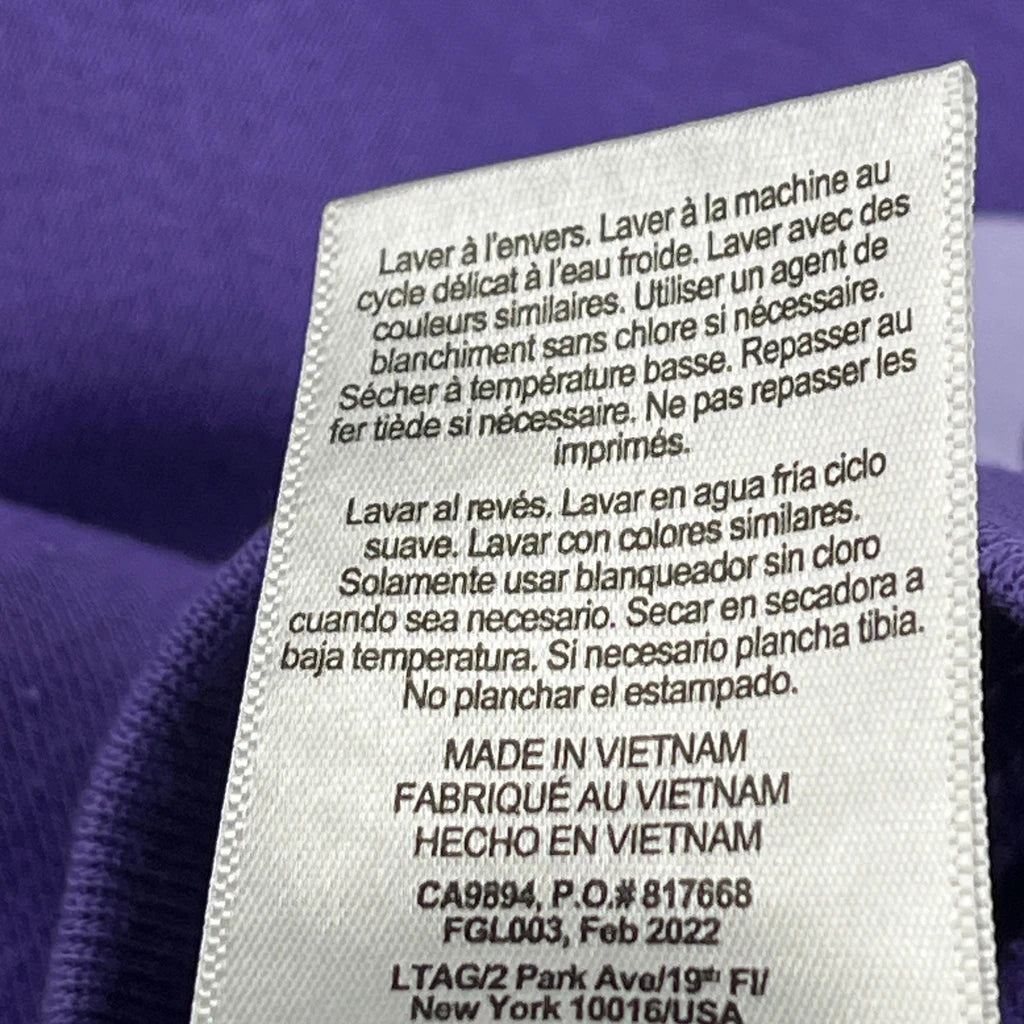 Laver à l'envers. Laver à la machine au
cycle délicat à l'eau froide. Laver avec des
couleurs similaires. Utiliser un agent de
blanchiment sans chlore si nécessaire.
Sécher à température basse. Repasser au
fer tiède si nécessaire. Ne pas repasser les
imprimés.
Lavar al revés. Lavar en agua fria ciclo
suave. Lavar con colores similares.
Solamente usar blanqueador sin cloro
cuando sea necesario. Secar en secadora a
baja temperatura. Si necesario plancha tibia.
No planchar el estampado.
MADE IN VIETNAM
FABRIQUÉ AU VIETNAM
HECHO EN VIETNAM
CA9894, P.O.# 817668
FGL003, Feb 2022
LTAG/2 Park Ave/19th Fl/
New York 10016/USA